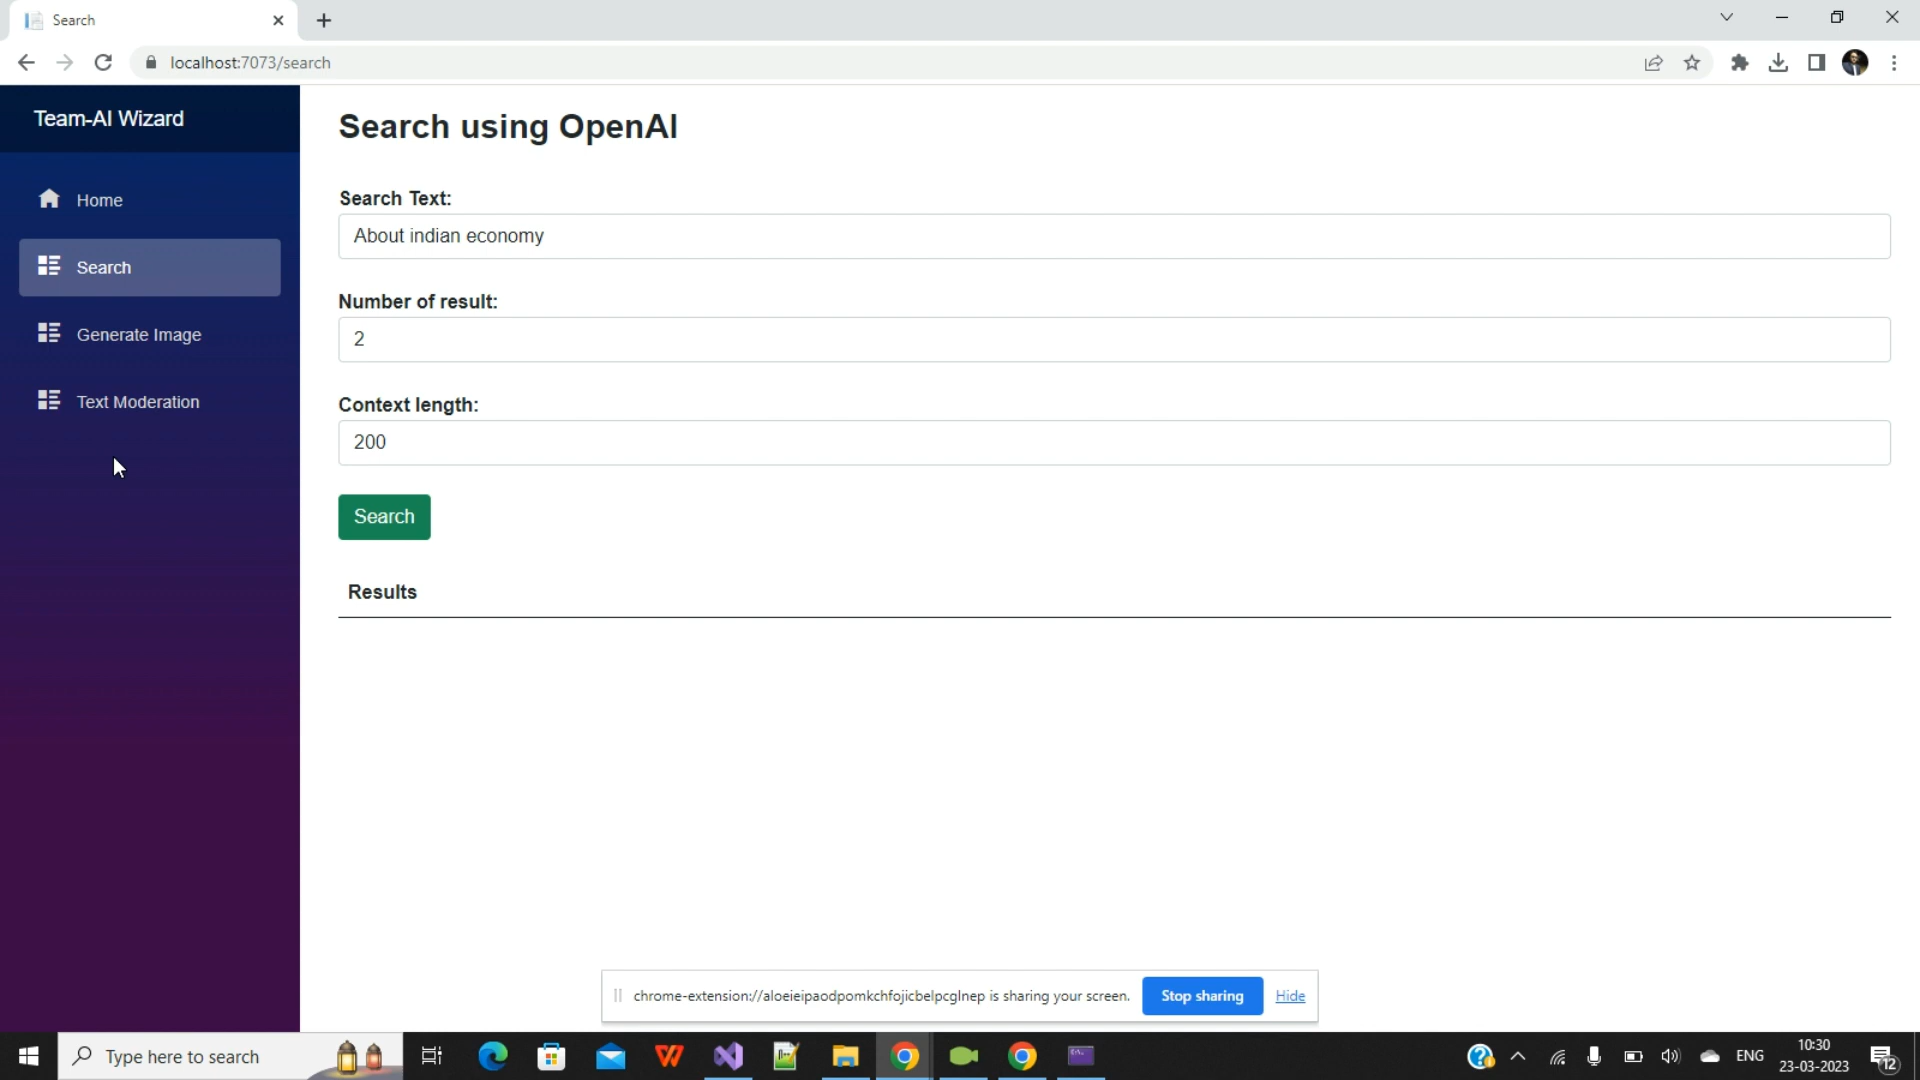 Search
localhost:7073/search
Team-AI Wizard
Home
Search
Generate Image
Text Moderation
Search using OpenAI
Search Text:
About indian economy
Number of result:
2
Context length:
200
Search
Results
chrome-extension://aloeieipaodpomkchfojicbelpcglnep is sharing your screen.
Stop sharing
Hide
Type here to search
ENG
10:30
23-03-2023
12